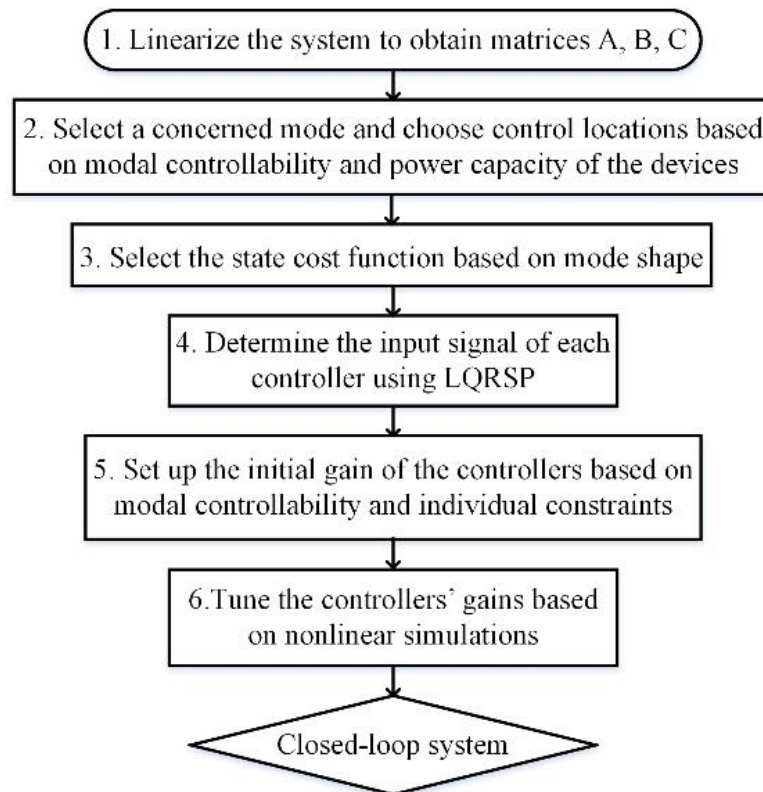 1. Linearize the system to obtain matrices A, B, C
2. Select a concerned mode and choose control locations based
on modal controllability and power capacity of the devices
3. Select the state cost function based on mode shape
4. Determine the input signal of each
controller using LQRSP
5. Set up the initial gain of the controllers based on
modal controllability and individual constraints
6.Tune the controllers’ gains based
on nonlinear simulations
Closed-loop system